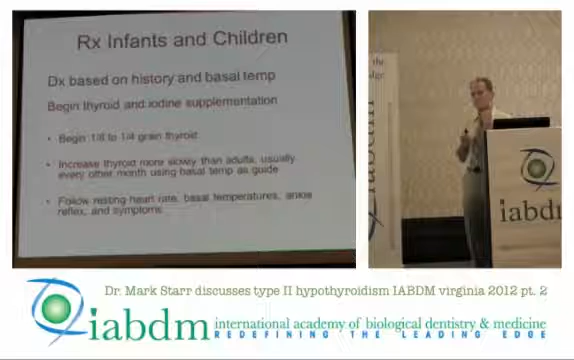 Rx Infants and Children
Dx based on history and basal temp
Begin thyroid and iodine supplementation
• Begin 1/8 to 1/4 grain thyroid
• Increase thyroid more slowly than adults, usually
every other month using basal temp as guide
• Follow resting heart rate, basal temperatures, ankle
reflex, and symptoms
the
iabdm
iabdm
Dr. Mark Starr discusses type II hypothyroidism IABDM virginia 2012 pt. 2
iabdm international academy of biological dentistry & medicine
REDEFINING THE LEADING EDGE